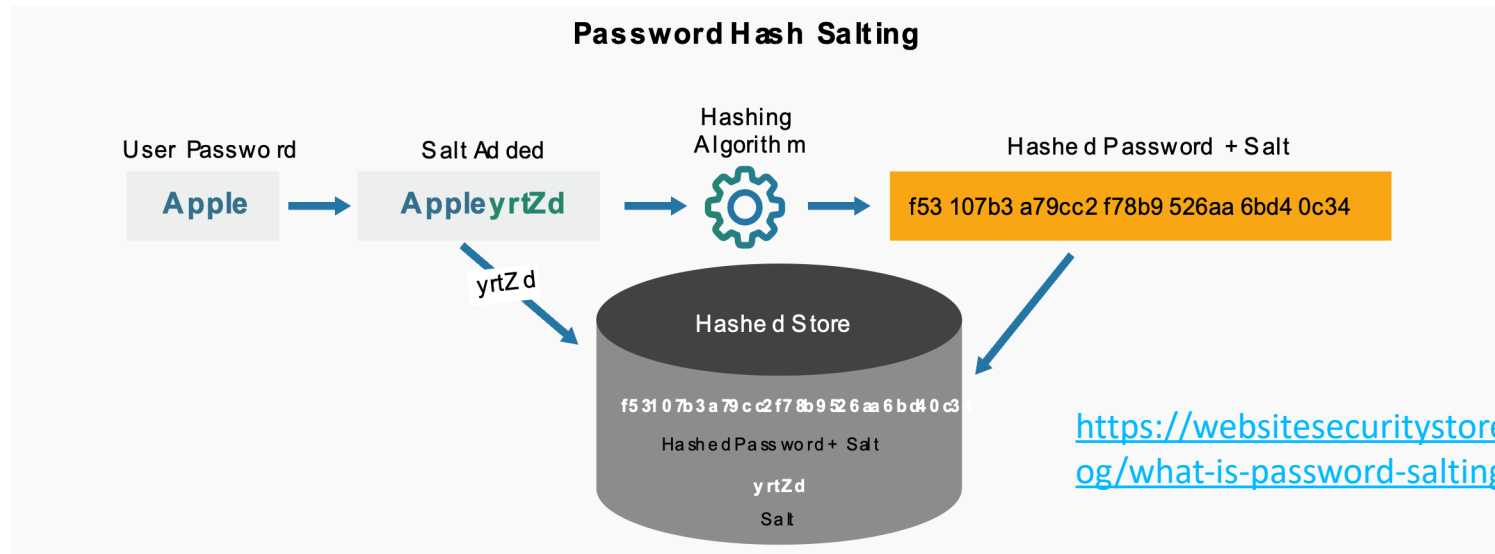 Password Hash Salting
User Password
Salt Added
Hashing
Algorithm
Hashed Password + Salt
Apple
AppleyrtZd
f53 107b3 a79cc2 f78b9 526aa 6bd4 0c34
yrtZd
Hashed Store
f53107b3a79cc2f78b9526aa6bd40c34
Hashed Password + Salt
yrtZd
Salt
https://websitesecuritystore
og/what-is-password-salting